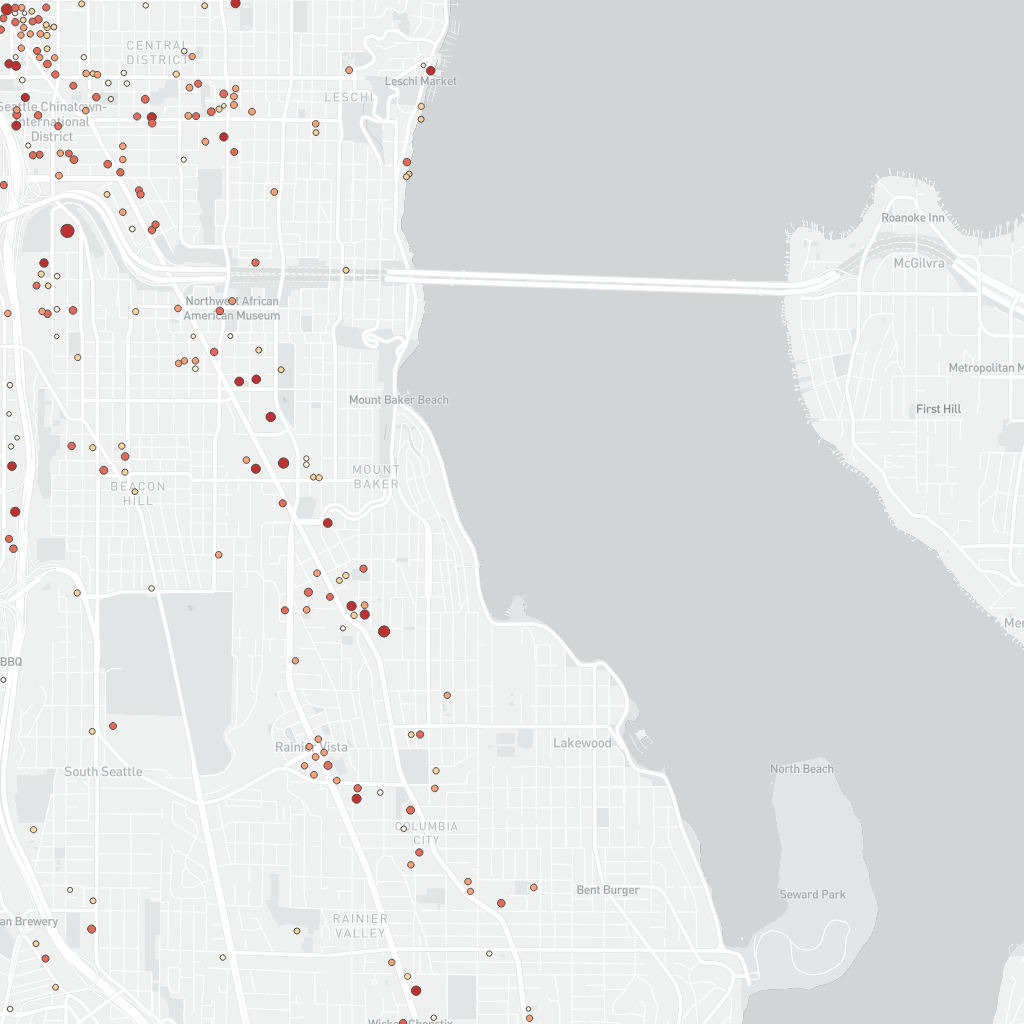 CENTRAL
DISTRICT
Leschi Market
LESCHI
Seattle Chinatown-
International
District
Roanoke Inn
McGilvra
Northwest African
American Museum
Metropolitan M
Mount Baker Beach
First Hill
MOUNT
BAKER
BEACON
HILL
Mer
BBQ
Rainier Vista
Lakewood
South Seattle
North Beach
COLUMBIA
CITY
Bent Burger
Seward Park
an Brewery
RAINIER
VALLEY